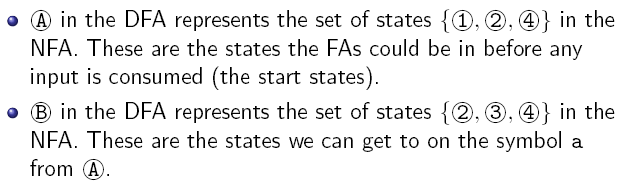 Ⓐ in the DFA represents the set of states {①, ②, ④} in the
NFA. These are the states the FAs could be in before any
input is consumed (the start states).
Ⓑ in the DFA represents the set of states {②, ③, ④} in the
NFA. These are the states we can get to on the symbol a
from Ⓐ.